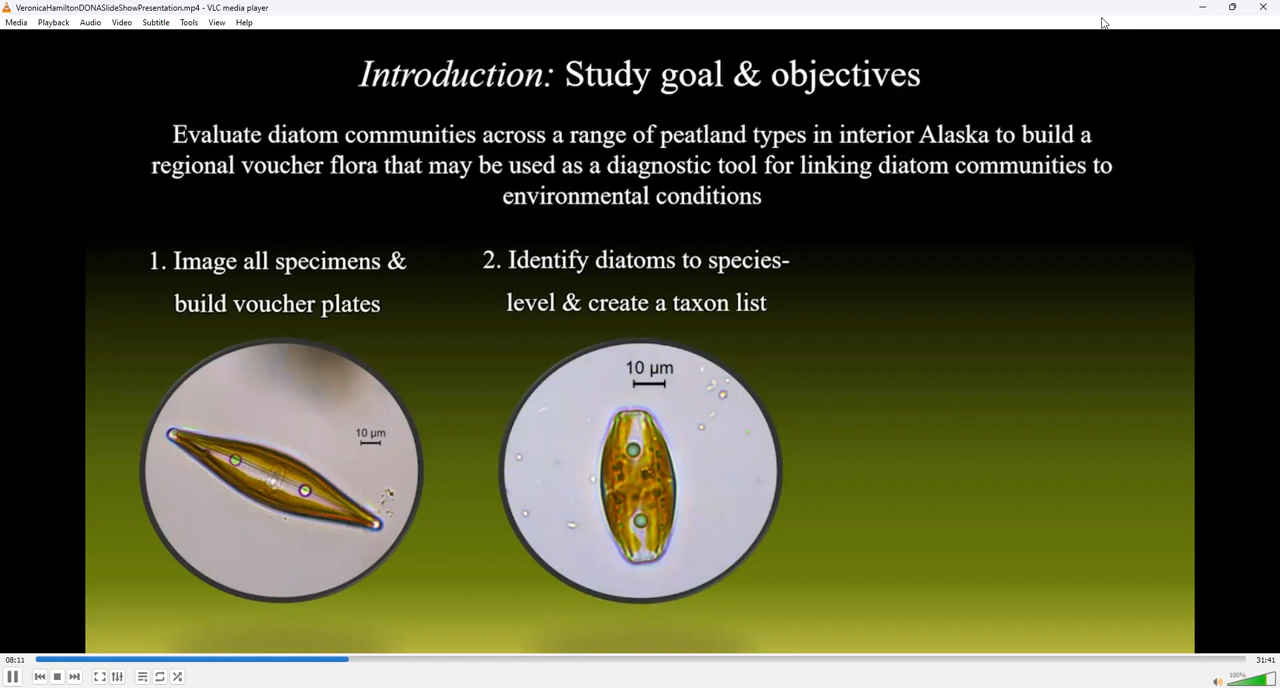 VeronicaHamiltonDONASlideShowPresentation.mp4 - VLC media player
Media Playback Audio Video Subtitle Tools View Help
Introduction: Study goal & objectives
Evaluate diatom communities across a range of peatland types in interior Alaska to build a
regional voucher flora that may be used as a diagnostic tool for linking diatom communities to
environmental conditions
1. Image all specimens &
build voucher plates
2. Identify diatoms to species-
level & create a taxon list
10 µm
10 µm
08:11
31:41
100%